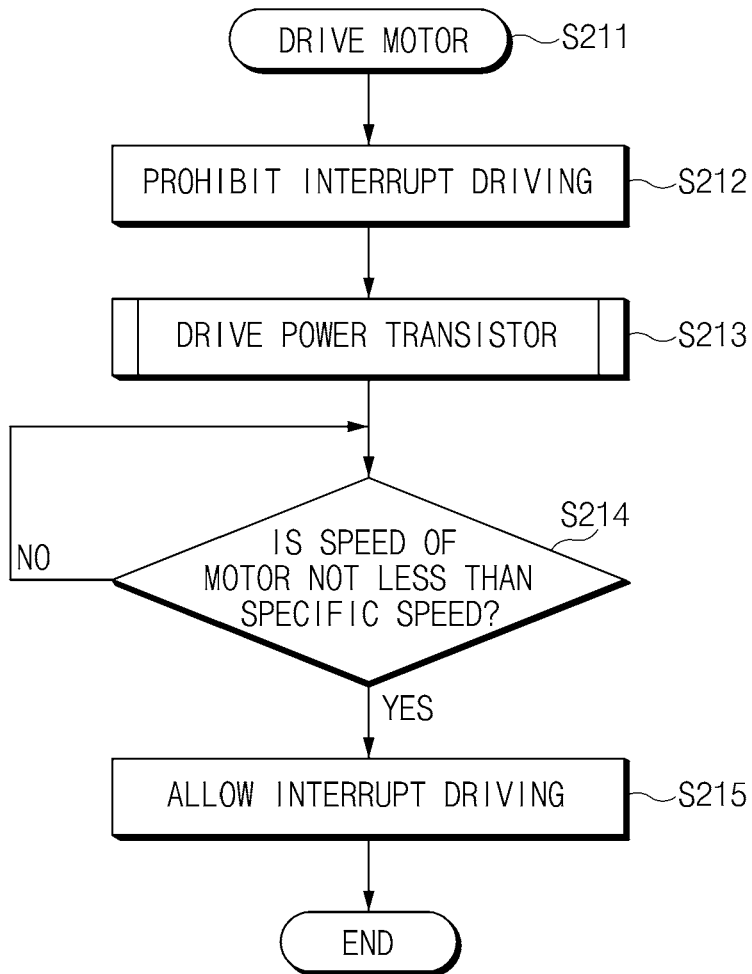 DRIVE MOTOR
S211
PROHIBIT INTERRUPT DRIVING
S212
DRIVE POWER TRANSISTOR
S213
S214
IS SPEED OF
MOTOR NOT LESS THAN
SPECIFIC SPEED?
NO
YES
ALLOW INTERRUPT DRIVING
S215
END